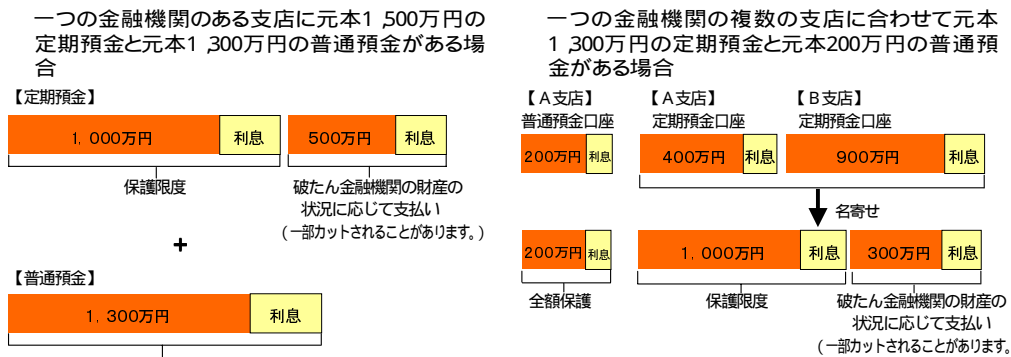 一つの金融機関のある支店に元本1,500万円の
定期預金と元本1,300万円の普通預金がある場
合
【定期預金】
1,000万円 利息 500万円 利息
保護限度
破たん金融機関の財産の
状況に応じて支払い
(一部カットされることがあります。)
+
【普通預金】
1,300万円 利息
一つの金融機関の複数の支店に合わせて元本
1,300万円の定期預金と元本200万円の普通預
金がある場合
【A支店】 【A支店】 【B支店】
普通預金口座 定期預金口座 定期預金口座
200万円 利息 400万円 利息 900万円 利息
名寄せ
200万円 利息 1,000万円 利息 300万円 利息
全額保護 保護限度 破たん金融機関の財産の
状況に応じて支払い
(一部カットされることがあります。